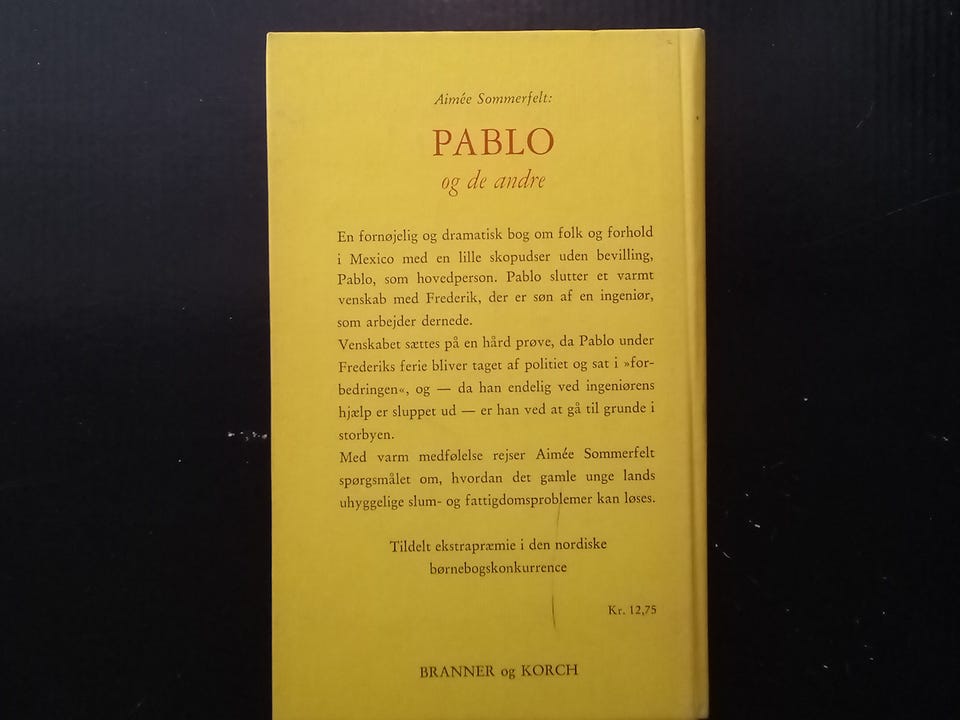 Aimée Sommerfelt:
PABLO
og de andre
En fornøjelig og dramatisk bog om folk og forhold
i Mexico med en lille skopudser uden bevilling,
Pablo, som hovedperson. Pablo slutter et varmt
venskab med Frederik, der er søn af en ingeniør,
som arbejder dernede.
Venskabet sættes på en hård prøve, da Pablo under
Frederiks ferie bliver taget af politiet og sat i »for-
bedringen«, og — da han endelig ved ingeniørens
hjælp er sluppet ud — er han ved at gå til grunde i
storbyen.
Med varm medfølelse rejser Aimée Sommerfelt
spørgsmålet om, hvordan det gamle unge lands
uhyggelige slum- og fattigdomsproblemer kan løses.
Tildelt ekstrapræmie i den nordiske
børnebogskonkurrence
Kr. 12,75
BRANNER og KORCH